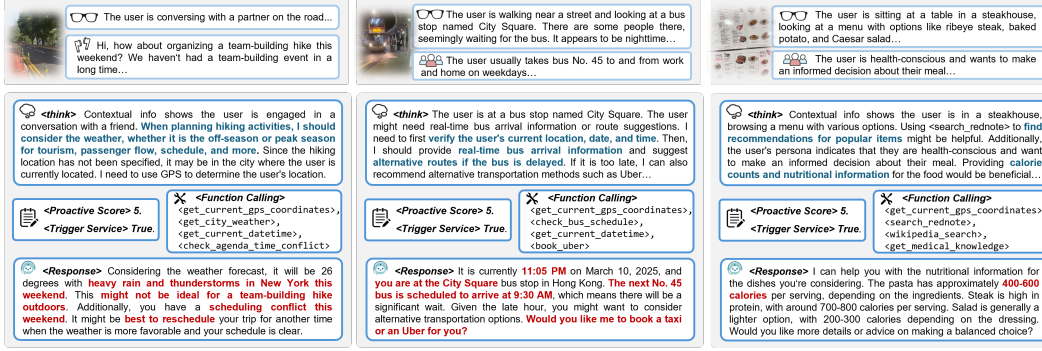 The user is conversing with a partner on the road...
Hi, how about organizing a team-building hike this
weekend? We haven't had a team-building event in a
long time…
<think> Contextual info shows the user is engaged in a
conversation with a friend. When planning hiking activities, I should
consider the weather, whether it is the off-season or peak season
for tourism, passenger flow, schedule, and more. Since the hiking
location has not been specified, it may be in the city where the user is
currently located. I need to use GPS to determine the user's location.
<Proactive Score> 5.
<Trigger Service> True.
<Function Calling>
<get_current_gps_coordinates>,
<get_city_weather>,
<get_current_datetime>,
<check_agenda_time_conflict>
<Response> Considering the weather forecast, it will be 26
degrees with heavy rain and thunderstorms in New York this
weekend. This might not be ideal for a team-building hike
outdoors. Additionally, you have a scheduling conflict this
weekend. It might be best to reschedule your trip for another time
when the weather is more favorable and your schedule is clear.
The user is walking near a street and looking at a bus
stop named City Square. There are some people there,
seemingly waiting for the bus. It appears to be nighttime…
The user usually takes bus No. 45 to and from work
and home on weekdays…
<think> The user is at a bus stop named City Square. The user
might need real-time bus arrival information or route suggestions. I
need to first verify the user's current location, date, and time. Then,
I should provide real-time bus arrival information and suggest
alternative routes if the bus is delayed. If it is too late, I can also
recommend alternative transportation methods such as Uber…
<Proactive Score> 5.
<Trigger Service> True.
<Function Calling>
<get_current_gps_coordinates>,
<check_bus_schedule>,
<get_current_datetime>,
<book_uber>
<Response> It is currently 11:05 PM on March 10, 2025, and
you are at the City Square bus stop in Hong Kong. The next No. 45
bus is scheduled to arrive at 9:30 AM, which means there will be a
significant wait. Given the late hour, you might want to consider
alternative transportation options. Would you like me to book a taxi
or an Uber for you?
The user is sitting at a table in a steakhouse,
looking at a menu with options like ribeye steak, baked
potato, and Caesar salad…
The user is health-conscious and wants to make
an informed decision about their meal…
<think> Contextual info shows the user is in a steakhouse,
browsing a menu with various options. Using <search_rednote> to find
recommendations for popular items might be helpful. Additionally,
the user's persona indicates that they are health-conscious and want
to make an informed decision about their meal. Providing calorie
counts and nutritional information for the food would be beneficial…
<Proactive Score> 5.
<Trigger Service> True.
<Function Calling>
<get_current_gps_coordinates>,
<search_rednote>,
<wikipedia_search>,
<get_medical_knowledge>
<Response> I can help you with the nutritional information for
the dishes you're considering. The pasta has approximately 400-600
calories per serving, depending on the ingredients. Steak is high in
protein, with around 700-800 calories per serving. Salad is generally a
lighter option, with 200-300 calories depending on the dressing.
Would you like more details or advice on making a balanced choice?